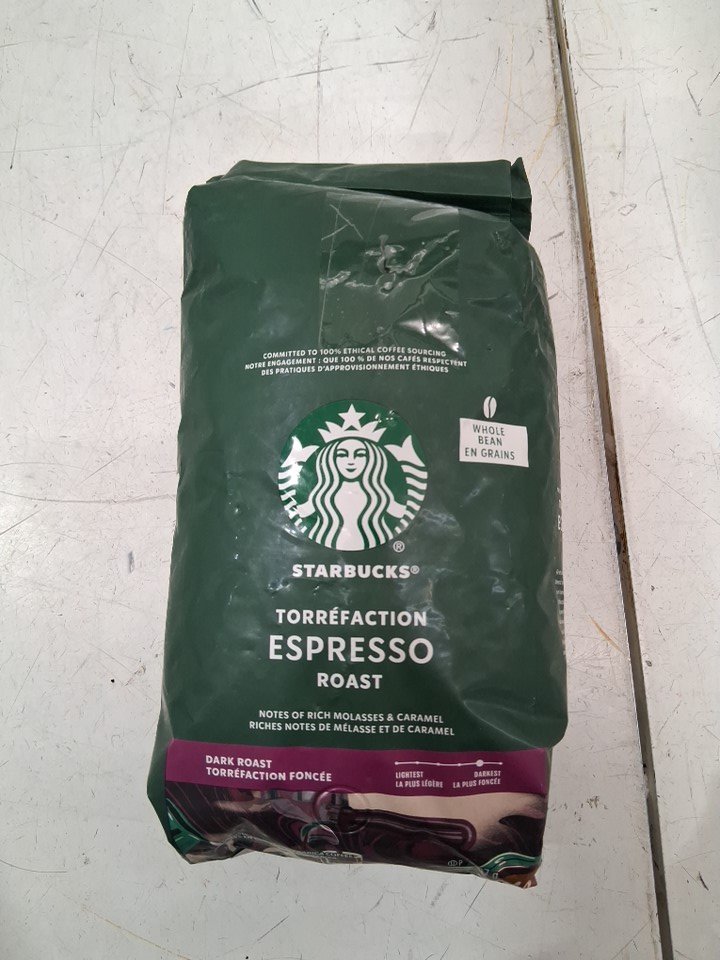 COMMITTED TO 100% ETHICAL COFFEE SOURCING
NOTRE ENGAGEMENT : QUE 100 % DE NOS CAFÉS RESPECTENT
DES PRATIQUES D'APPROVISIONNEMENT ÉTHIQUES
WHOLE
BEAN
EN GRAINS
®
STARBUCKS®
TORRÉFACTION
ESPRESSO
ROAST
NOTES OF RICH MOLASSES & CARAMEL
RICHES NOTES DE MÉLASSE ET DE CARAMEL
DARK ROAST
TORRÉFACTION FONCÉE
LIGHTEST
LA PLUS LÉGÈRE
DARKEST
LA PLUS FONCÉE